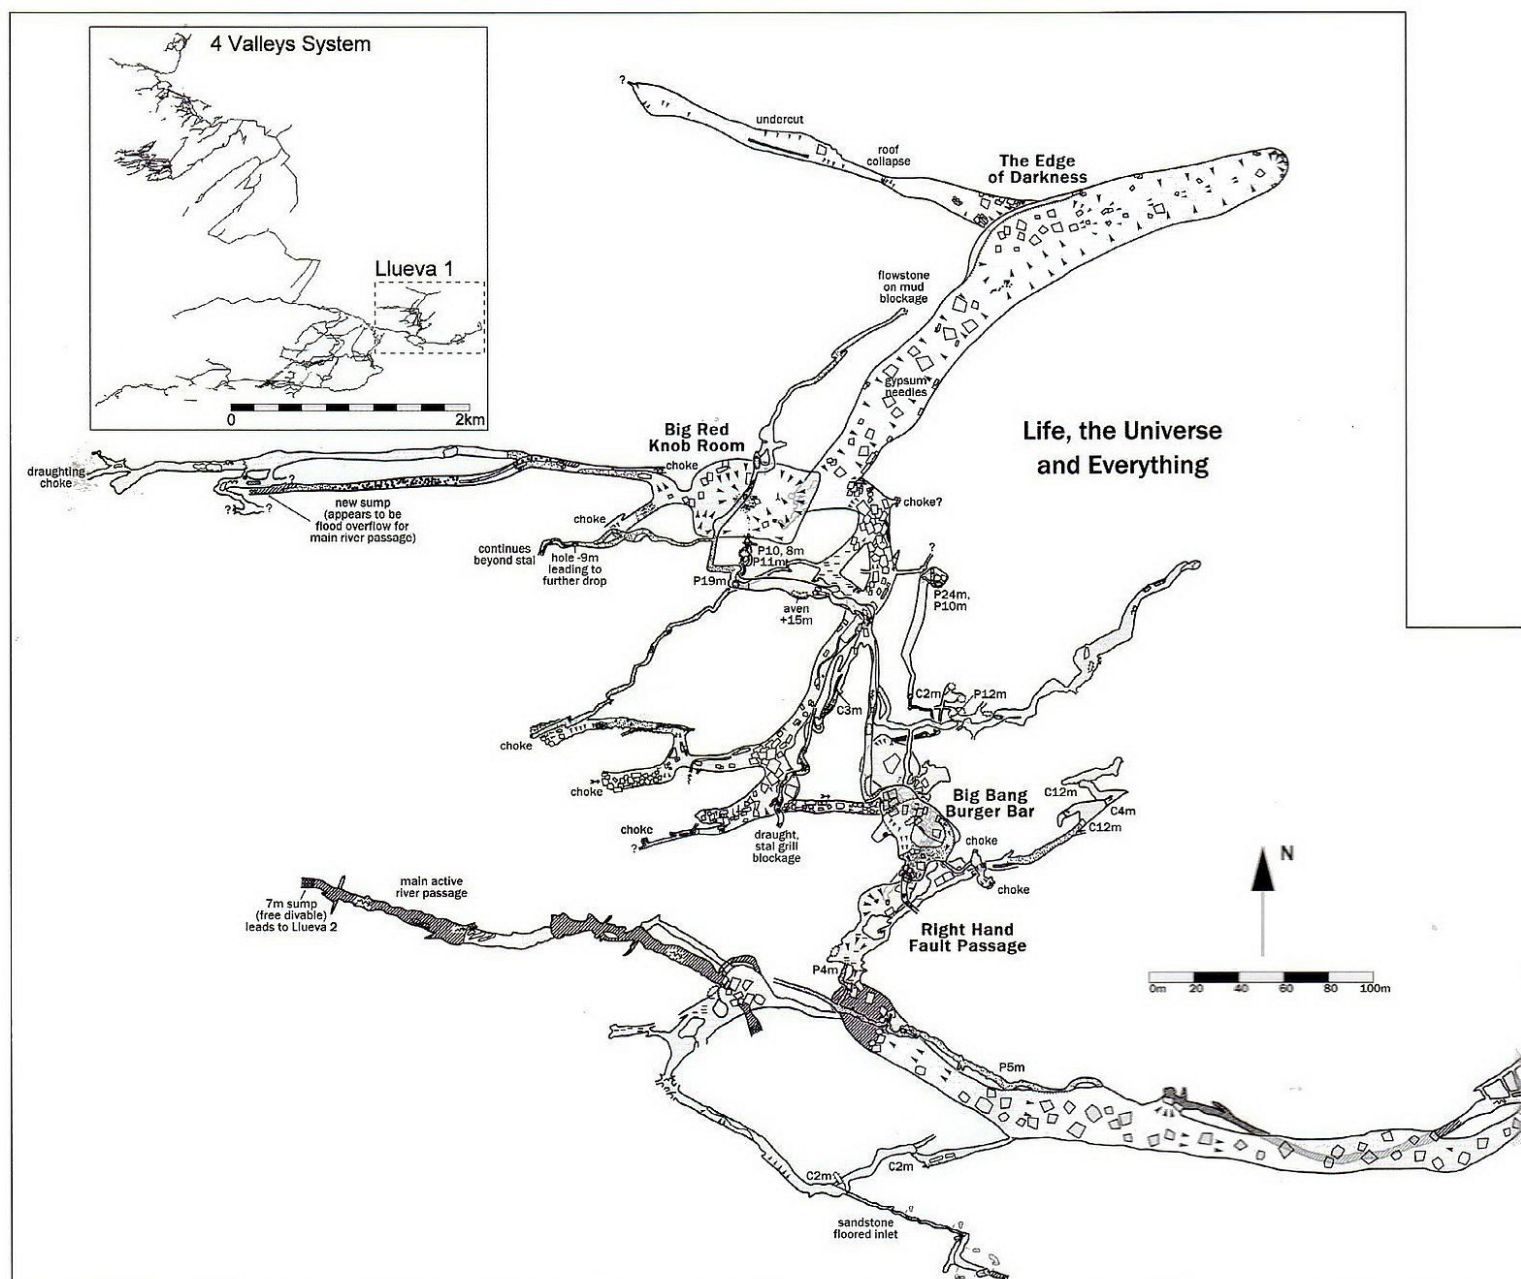 4 Valleys System
Llueva 1
0
2km
?
undercut
roof
collapse
The Edge
of Darkness
flowstone
on mud
blockage
gypsum
needles
Life, the Universe
and Everything
Big Red
Knob Room
draughting
choke
choke
?
?
?
new sump
(appears to be
flood overflow for
main river passage)
choke
continues
beyond stal
hole -9m
leading to
further drop
P10, 8m
P11m
P19m
aven
+15m
? choke?
?
P24m,
P10m
C2m
P12m
C3m
choke
choke
choke
?
draught,
stal grill
blockage
Big Bang
Burger Bar
C12m
C4m
C12m
choke
choke
Right Hand
Fault Passage
main active
river passage
7m sump
(free divable)
leads to Llueva 2
P4m
N
0m 20 40 60 80 100m
P5m
C2m
C2m
sandstone
floored inlet